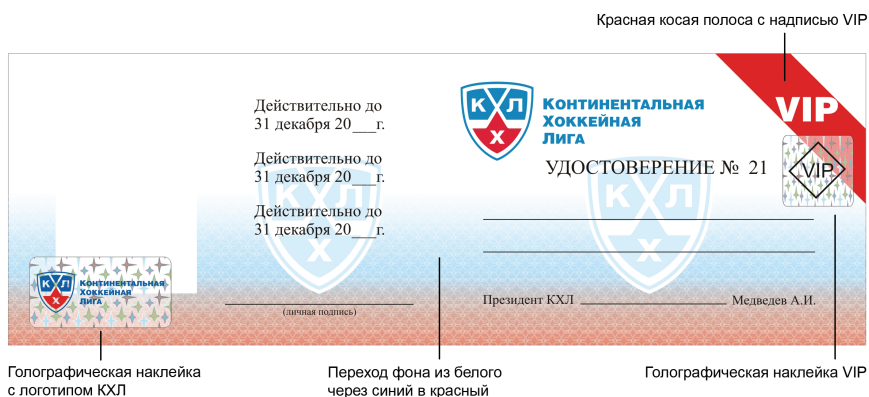 Красная косая полоса с надписью VIP
Действительно до
31 декабря 20___г.
Действительно до
31 декабря 20___г.
Действительно до
31 декабря 20___г.
КХЛ
КХЛ
Континентальная
Хоккейная
Лига
VIP
VIP
УДОСТОВЕРЕНИЕ № 21
КХЛ
КХЛ
Континентальная
Хоккейная
Лига
(личная подпись)
Президент КХЛ
Медведев А.И.
Голографическая наклейка
с логотипом КХЛ
Переход фона из белого
через синий в красный
Голографическая наклейка VIP